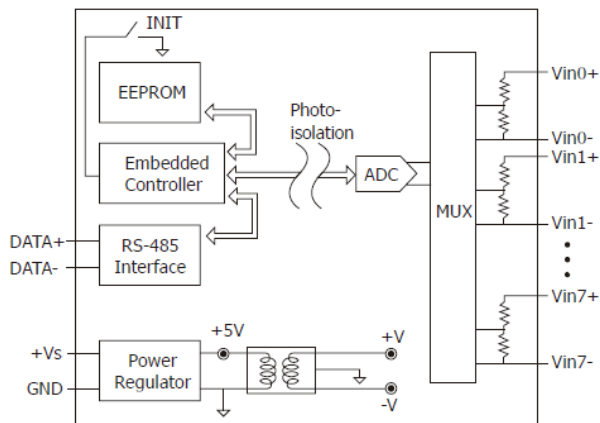 INIT
EEPROM
Photo-
isolation
Embedded
Controller
ADC
MUX
Vin0+
Vin0-
Vin1+
Vin1-
Vin7+
Vin7-
DATA+
DATA-
RS-485
Interface
+5V
+V
-V
+Vs
GND
Power
Regulator